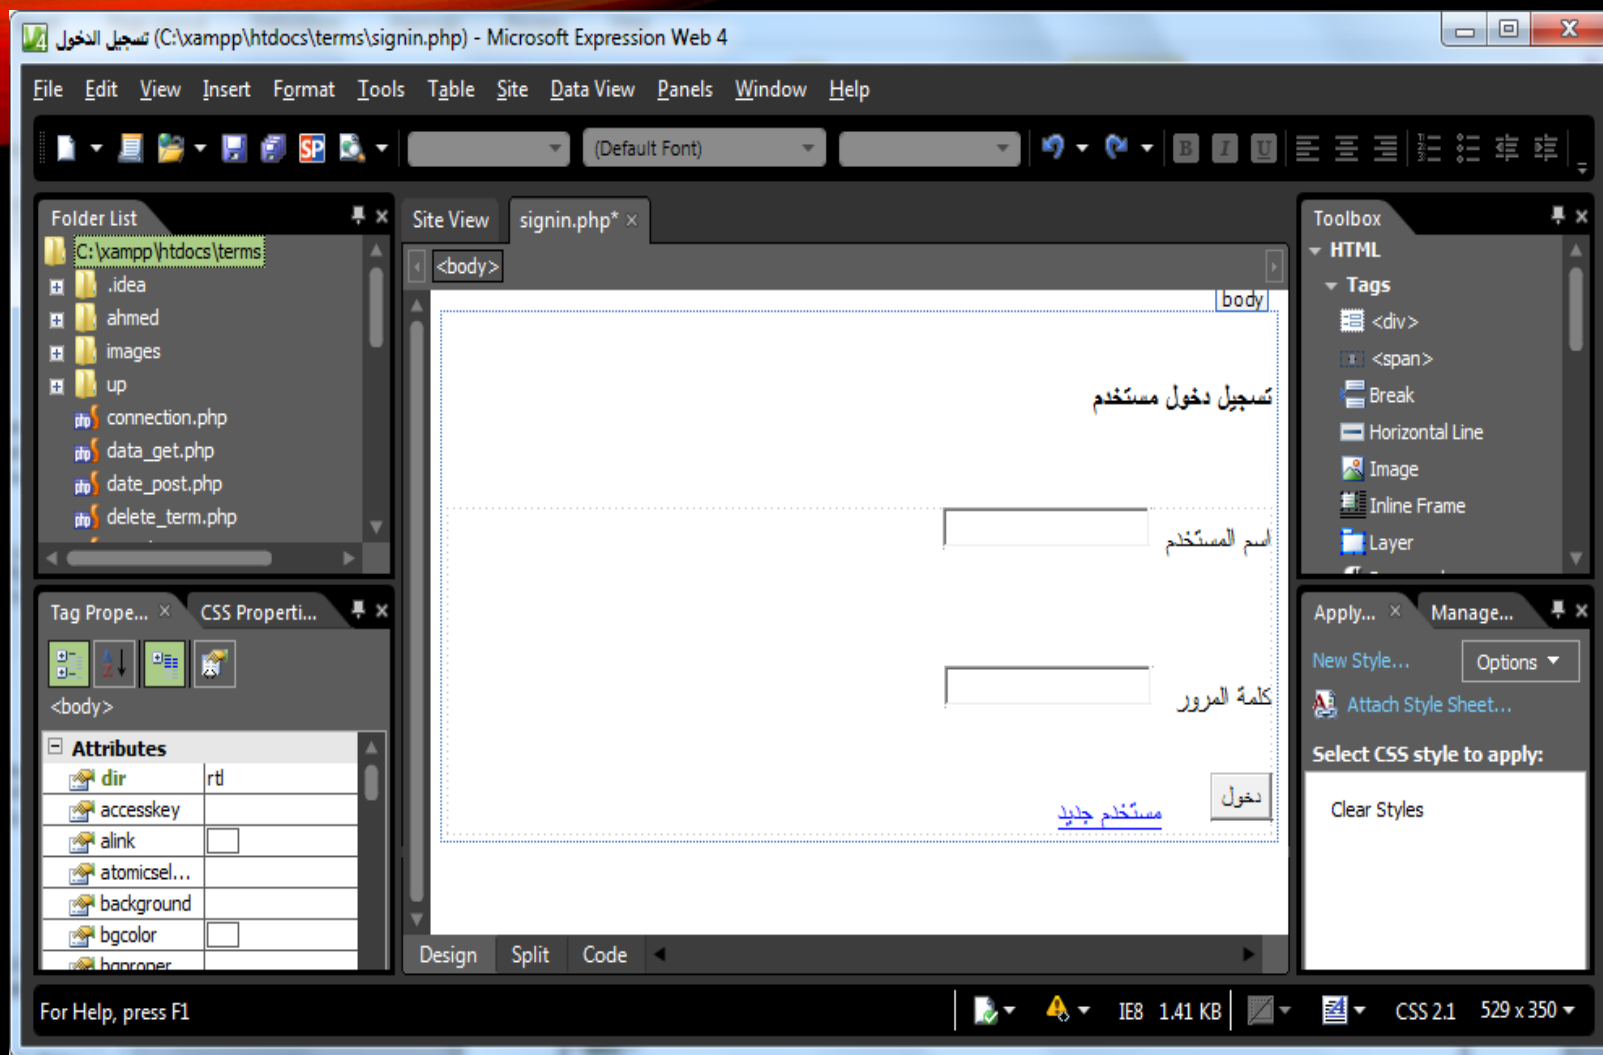 تسجيل الدخول (C:\xampp\htdocs\terms\signin.php) - Microsoft Expression Web 4
File Edit View Insert Format Tools Table Site Data View Panels Window Help
SP (Default Font) B I U
Folder List
C:\xampp\htdocs\terms
.idea
ahmed
images
up
connection.php
data_get.php
date_post.php
delete_term.php
Site View signin.php*
<body>
body
تسجيل دخول مستخدم
اسم المستخدم
كلمة المرور
دخول مستخدم جديد
Design Split Code
Toolbox
HTML
Tags
<div>
<span>
Break
Horizontal Line
Image
Inline Frame
Layer
Tag Prope... CSS Properti...
<body>
Attributes
dir rtl
accesskey
alink
atomicsel...
background
bgcolor
Apply... Manage...
New Style... Options
Attach Style Sheet...
Select CSS style to apply:
Clear Styles
For Help, press F1 IE8 1.41 KB CSS 2.1 529 x 350